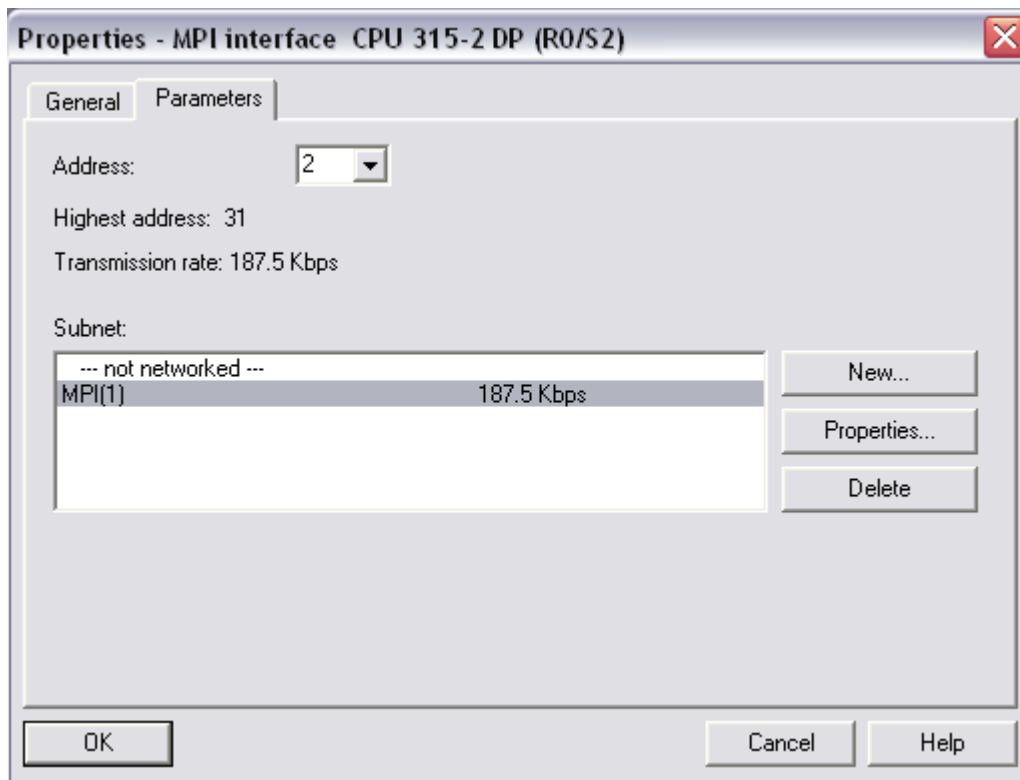 Properties - MPI interface  CPU 315-2 DP (R0/S2)
General  Parameters
Address:  2
Highest address:  31
Transmission rate: 187.5 Kbps
Subnet:
--- not networked ---
MPI(1)  187.5 Kbps
New...
Properties...
Delete
OK  Cancel  Help